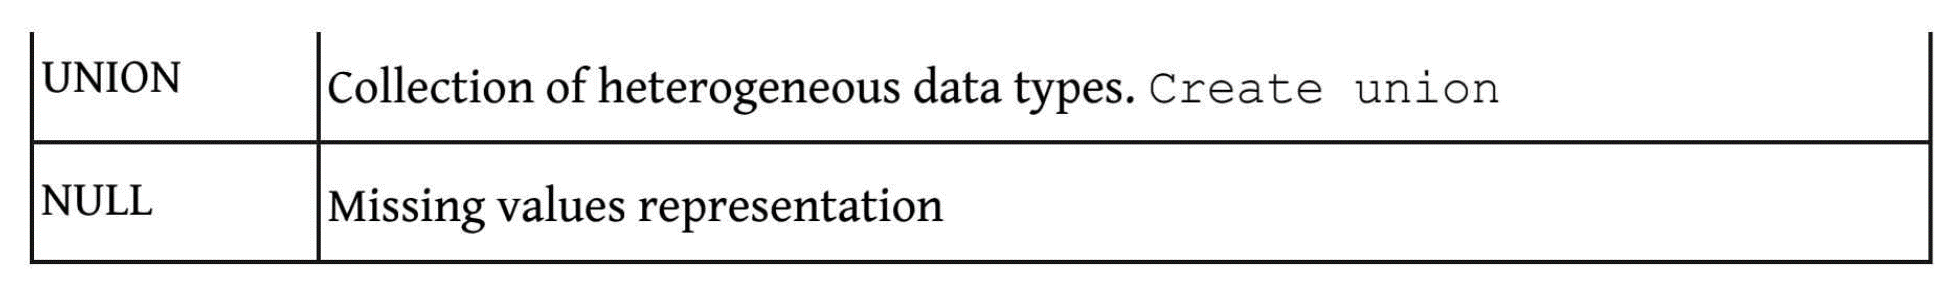 UNION Collection of heterogeneous data types. Create union
NULL Missing values representation